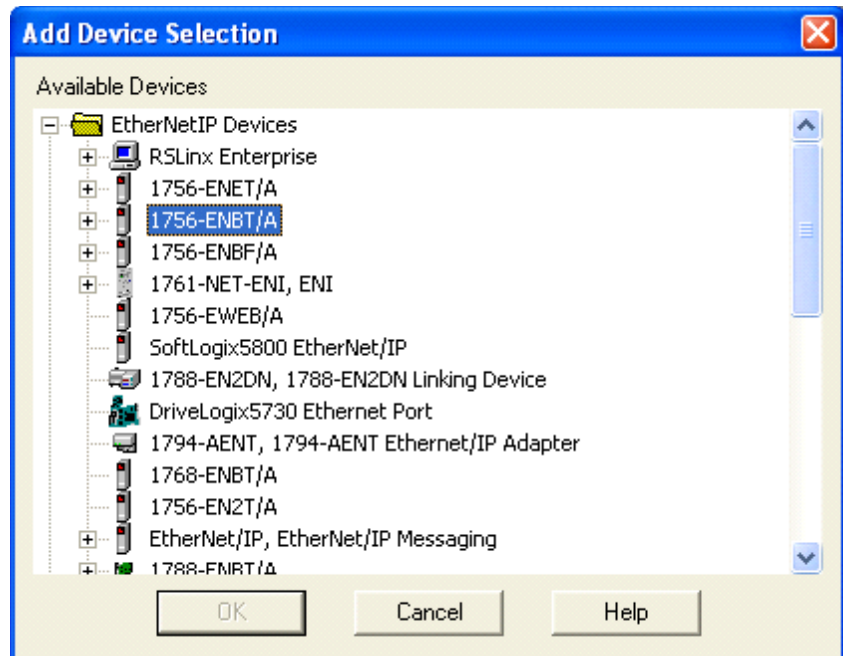 Add Device Selection
Available Devices
EtherNetIP Devices
RSLinx Enterprise
1756-ENET/A
1756-ENBT/A
1756-ENBF/A
1761-NET-ENI, ENI
1756-EWEB/A
SoftLogix5800 EtherNet/IP
1788-EN2DN, 1788-EN2DN Linking Device
DriveLogix5730 Ethernet Port
1794-AENT, 1794-AENT Ethernet/IP Adapter
1768-ENBT/A
1756-EN2T/A
EtherNet/IP, EtherNet/IP Messaging
1788-ENBT/A
OK Cancel Help